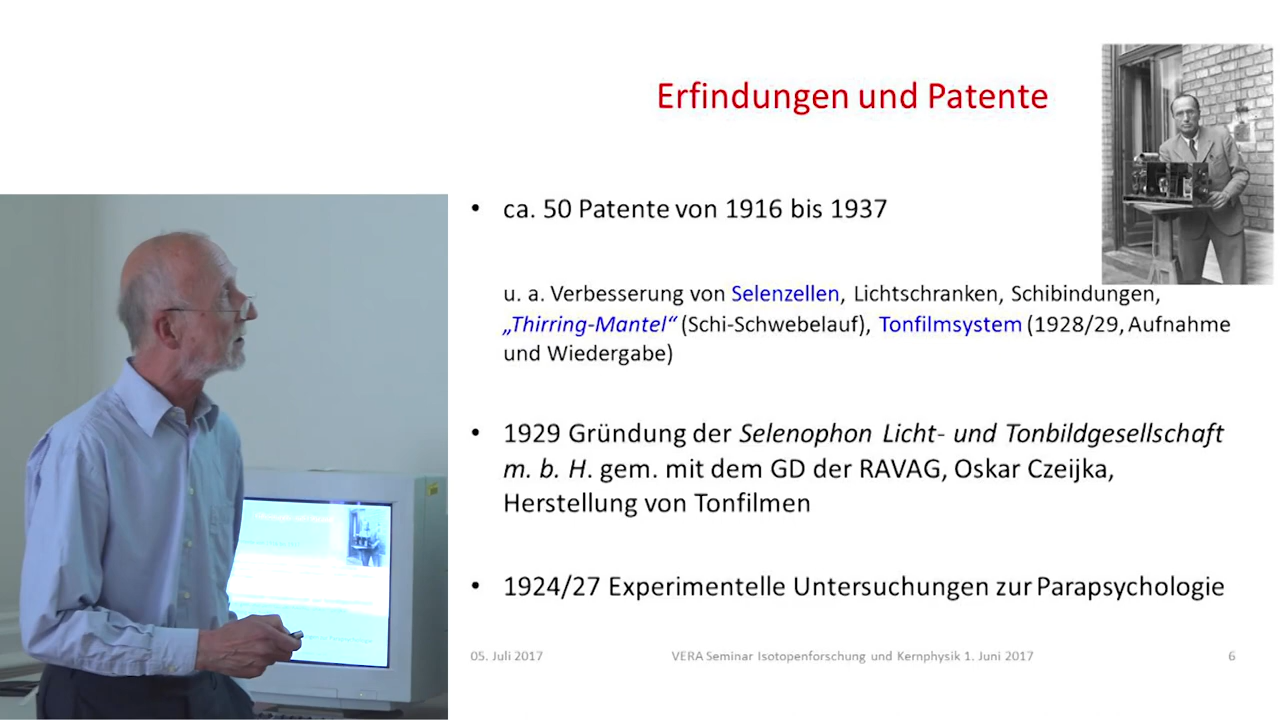 Erfindungen und Patente
• ca. 50 Patente von 1916 bis 1937
u. a. Verbesserung von Selenzellen, Lichtschranken, Schibindungen,
„Thirring-Mantel“ (Schi-Schwebelauf), Tonfilmsystem (1928/29, Aufnahme
und Wiedergabe)
• 1929 Gründung der Selenophon Licht- und Tonbildgesellschaft
m. b. H. gem. mit dem GD der RAVAG, Oskar Czeijka,
Herstellung von Tonfilmen
• 1924/27 Experimentelle Untersuchungen zur Parapsychologie
05. Juli 2017
VERA Seminar Isotopenforschung und Kernphysik 1. Juni 2017
6